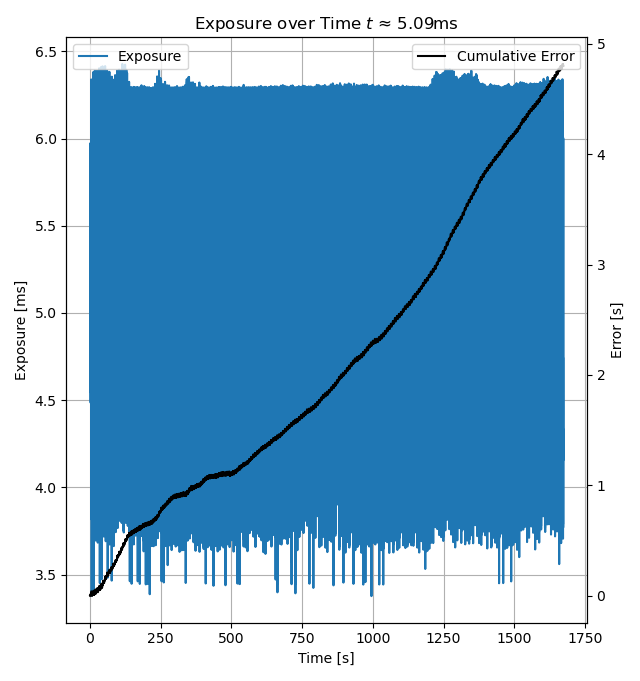 Exposure over Time t ≈ 5.09ms
Exposure
Cumulative Error
6.5
6.0
5.5
5.0
4.5
4.0
3.5
Exposure [ms]
5
4
3
2
1
0
Error [s]
0 250 500 750 1000 1250 1500 1750
Time [s]